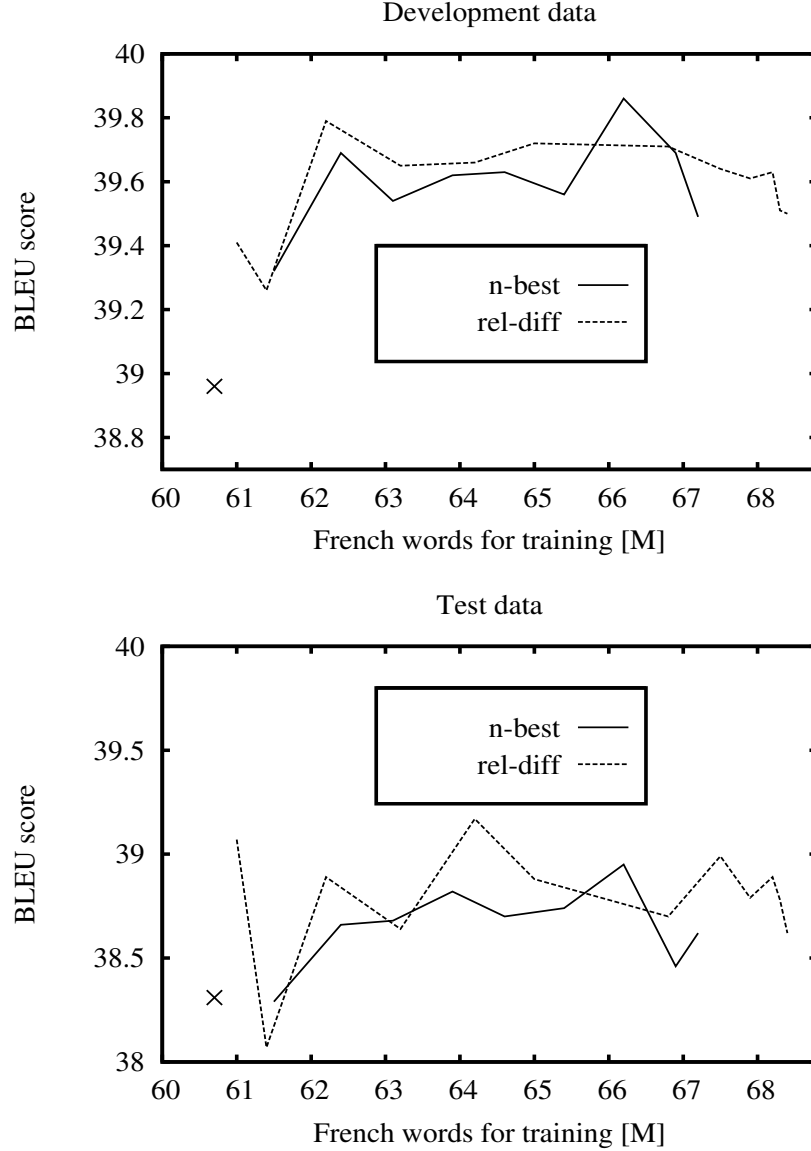 Development data
40
39.8
39.6
39.4
39.2
39
38.8
BLEU score
n-best
rel-diff
60 61 62 63 64 65 66 67 68
French words for training [M]
Test data
40
39.5
39
38.5
38
BLEU score
n-best
rel-diff
60 61 62 63 64 65 66 67 68
French words for training [M]